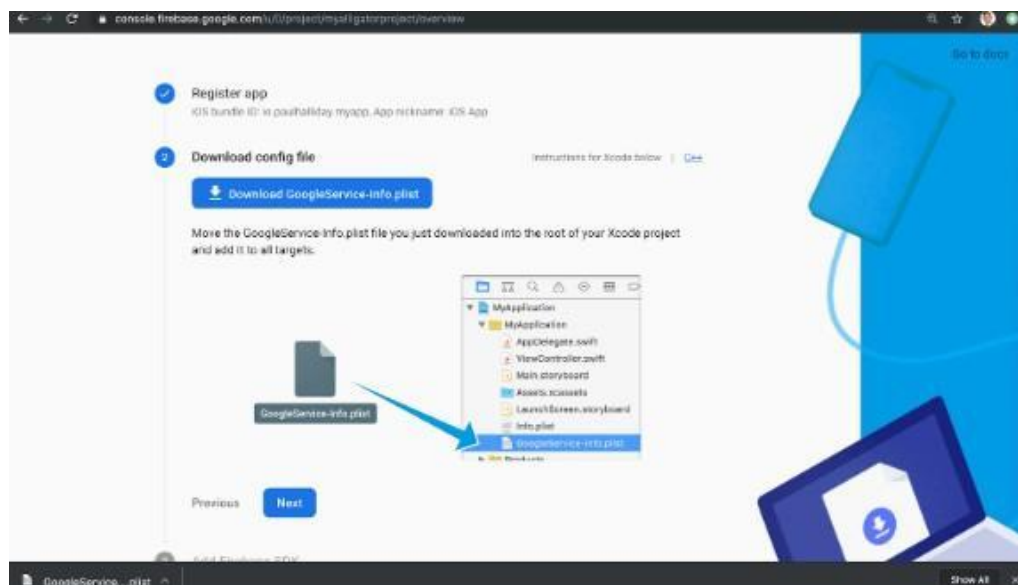 console.firebase.google.com/u/0/project/myalligatorproject/overview
Go to docs
Register app
iOS bundle ID: io.paulhalliday.myapp, App nickname: iOS App
2 Download config file
Instructions for Xcode below | C++
Download GoogleService-Info.plist
Move the GoogleService-Info.plist file you just downloaded into the root of your Xcode project
and add it to all targets.
MyApplication
MyApplication
AppDelegate.swift
ViewController.swift
Main.storyboard
Assets.xcassets
LaunchScreen.storyboard
Info.plist
GoogleService-Info.plist
Products
GoogleService-Info.plist
Previous
Next
Add Firebase SDK
GoogleService....plist
Show All